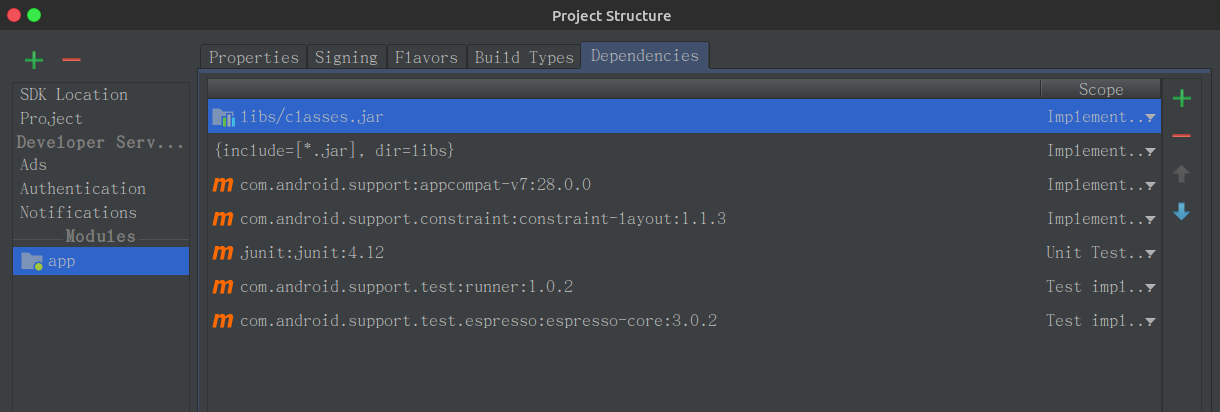 Project Structure
Properties Signing Flavors Build Types Dependencies
SDK Location
Project
Developer Serv...
Ads
Authentication
Notifications
Modules
app
Scope
libs/classes.jar Implement...
{include=[*.jar], dir=libs} Implement...
m com.android.support:appcompat-v7:28.0.0 Implement...
m com.android.support.constraint:constraint-layout:1.1.3 Implement...
m junit:junit:4.12 Unit Test...
m com.android.support.test:runner:1.0.2 Test impl...
m com.android.support.test.espresso:espresso-core:3.0.2 Test impl...